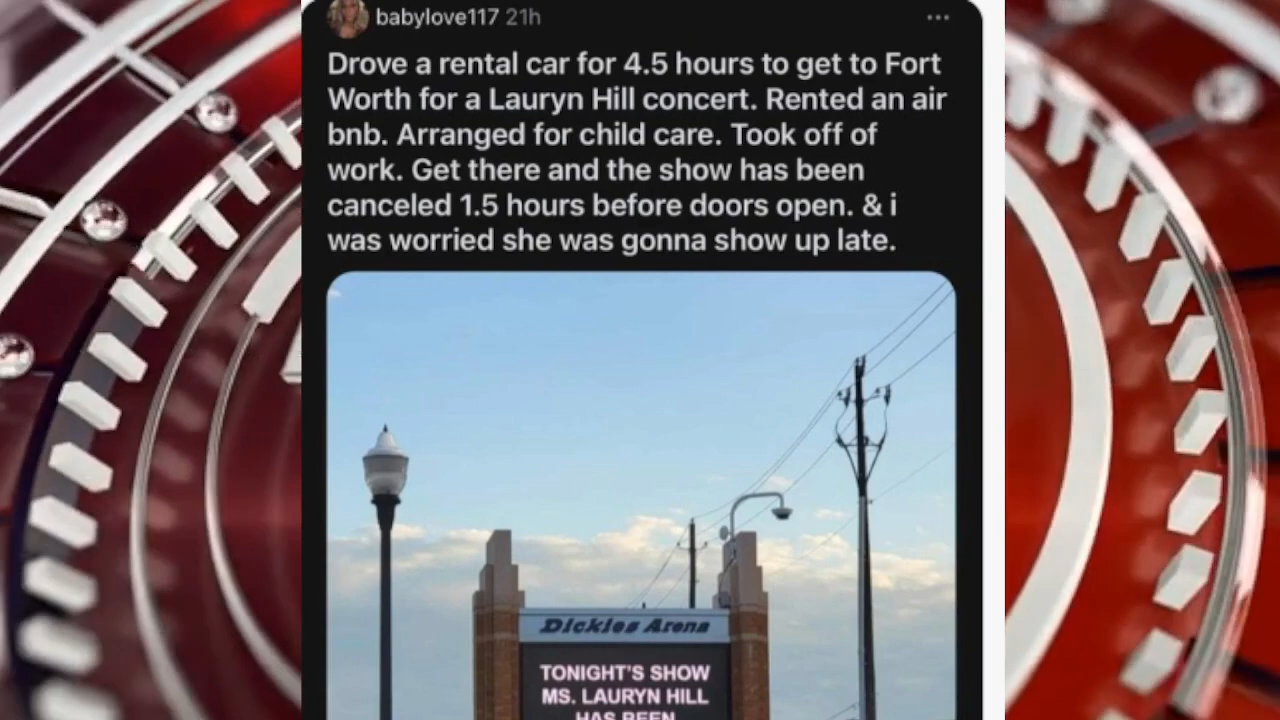 babylove117 21h
Drove a rental car for 4.5 hours to get to Fort
Worth for a Lauryn Hill concert. Rented an air
bnb. Arranged for child care. Took off of
work. Get there and the show has been
canceled 1.5 hours before doors open. & i
was worried she was gonna show up late.
Dickies Arena
TONIGHT'S SHOW
MS. LAURYN HILL
HAS BEEN